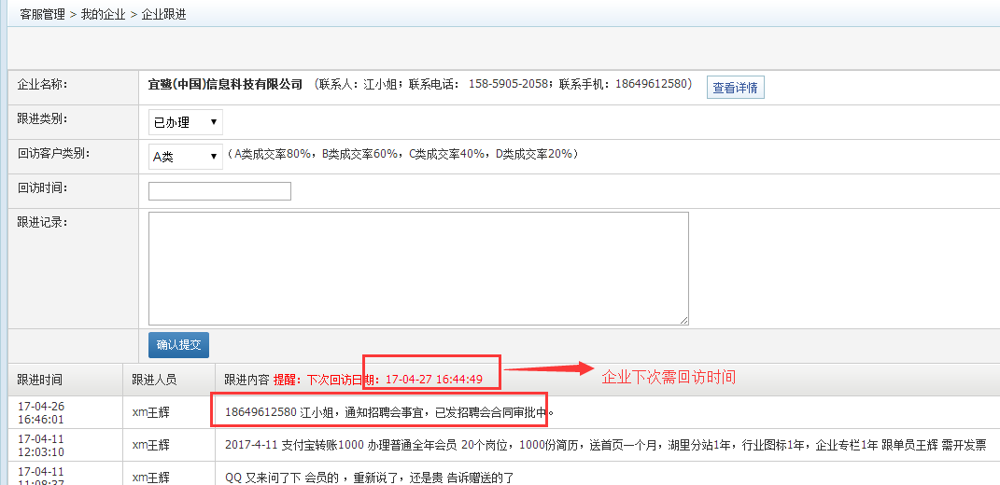 客服管理 > 我的企业 > 企业跟进
企业名称： 宜鹭(中国)信息科技有限公司 （联系人：江小姐；联系电话： 158-5905-2058；联系手机：18649612580） 查看详情
跟进类别： 已办理
回访客户类别： A类 （A类成交率80%，B类成交率60%，C类成交率40%，D类成交率20%）
回访时间：
跟进记录：
确认提交
跟进时间 跟进人员 跟进内容 提醒：下次回访日期：17-04-27 16:44:49 企业下次需回访时间
17-04-26
16:46:01 xm王辉 18649612580 江小姐，通知招聘会事宜，已发招聘会合同审批中。
17-04-11
12:03:10 xm王辉 2017-4-11 支付宝转账1000 办理普通全年会员 20个岗位，1000份简历，送首页一个月，湖里分站1年，行业图标1年，企业专栏1年 跟单员王辉 需开发票
17-04-11
11:08:37 xm王辉 QQ 又来问了下 会员的 ，重新说了，还是贵 告诉赠送的了